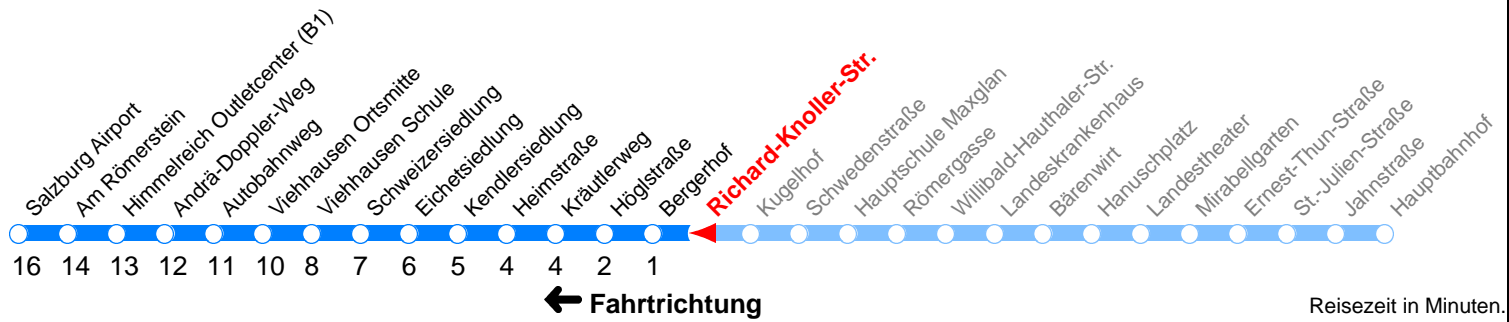 Salzburg Airport
Am Römerstein
Himmelreich Outletcenter (B1)
Andrä-Doppler-Weg
Autobahnweg
Viehhausen Ortsmitte
Viehhausen Schule
Schweizersiedlung
Eichetsiedlung
Kendlersiedlung
Heimstraße
Kräutlerweg
Höglstraße
Bergerhof
Richard-Knoller-Str.
Kugelhof
Schwedenstraße
Hauptschule Maxglan
Römergasse
Willibald-Hauthaler-Str.
Landeskrankenhaus
Bärenwirt
Hanuschplatz
Landestheater
Mirabellgarten
Ernest-Thun-Straße
St.-Julien-Straße
Jahnstraße
Hauptbahnhof
16 14 13 12 11 10 8 7 6 5 4 4 2 1
Fahrtrichtung
Reisezeit in Minuten.